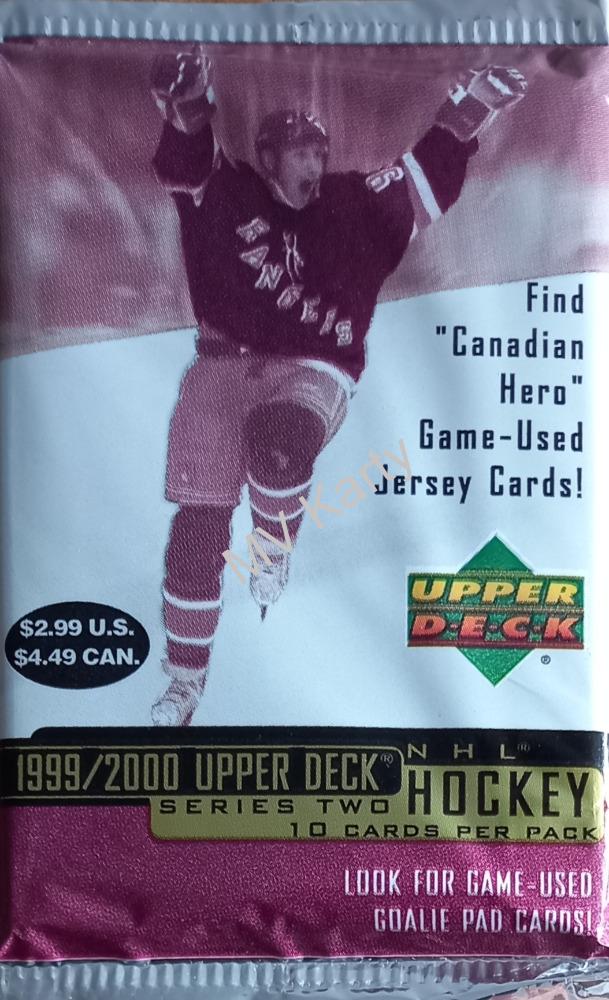 RANGERS
Find
"Canadian
Hero"
Game-Used
Jersey Cards!
MV Karty
UPPER
D·E·C·K
®
$2.99 U.S.
$4.49 CAN.
NHL®
1999/2000 UPPER DECK® HOCKEY
SERIES TWO
10 CARDS PER PACK
LOOK FOR GAME-USED
GOALIE PAD CARDS!